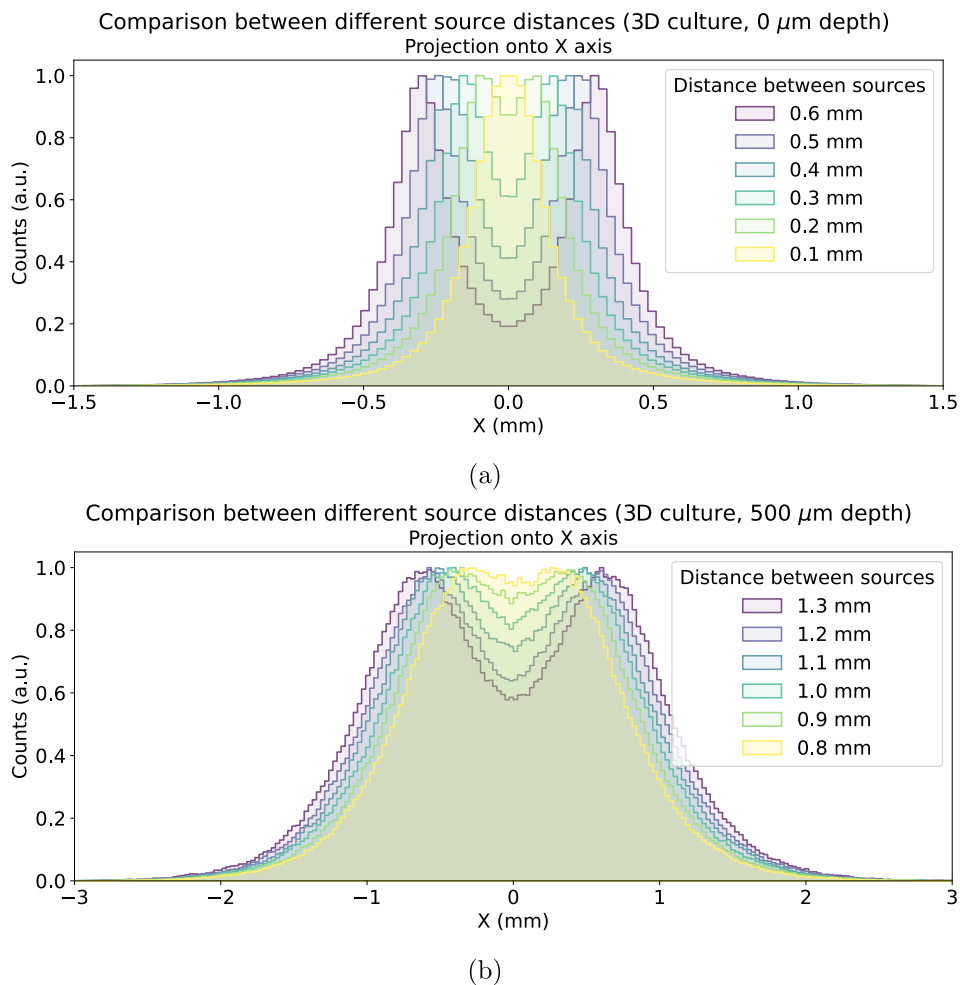 Comparison between different source distances (3D culture, 0 μm depth)
Projection onto X axis
Counts (a.u.)
1.0
0.8
0.6
0.4
0.2
0.0
Distance between sources
0.6 mm
0.5 mm
0.4 mm
0.3 mm
0.2 mm
0.1 mm
−1.5 −1.0 −0.5 0.0 0.5 1.0 1.5
X (mm)
(a)
Comparison between different source distances (3D culture, 500 μm depth)
Projection onto X axis
Counts (a.u.)
1.0
0.8
0.6
0.4
0.2
0.0
Distance between sources
1.3 mm
1.2 mm
1.1 mm
1.0 mm
0.9 mm
0.8 mm
−3 −2 −1 0 1 2 3
X (mm)
(b)